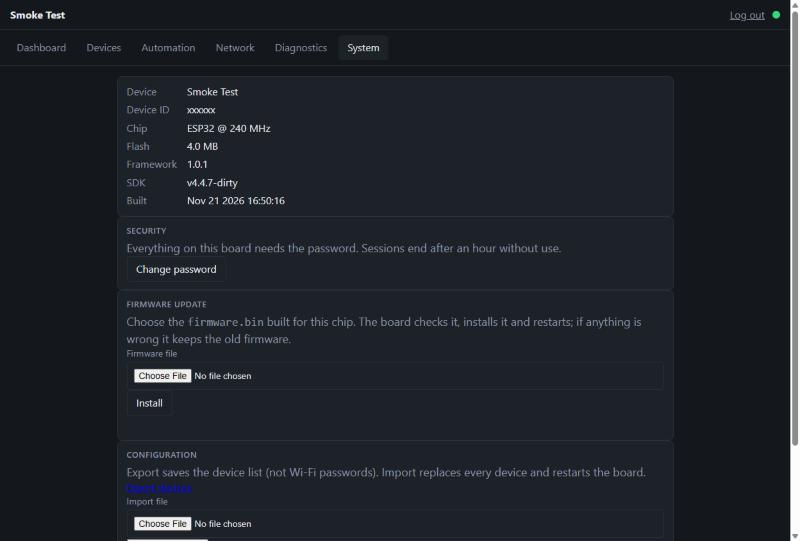 Smoke Test
Log out
Dashboard Devices Automation Network Diagnostics System
Device Smoke Test
Device ID xxxxxx
Chip ESP32 @ 240 MHz
Flash 4.0 MB
Framework 1.0.1
SDK v4.4.7-dirty
Built Nov 21 2026 16:50:16
SECURITY
Everything on this board needs the password. Sessions end after an hour without use.
Change password
FIRMWARE UPDATE
Choose the firmware.bin built for this chip. The board checks it, installs it and restarts; if anything is
wrong it keeps the old firmware.
Firmware file
Choose File No file chosen
Install
CONFIGURATION
Export saves the device list (not Wi-Fi passwords). Import replaces every device and restarts the board.
Export devices
Import file
Choose File No file chosen